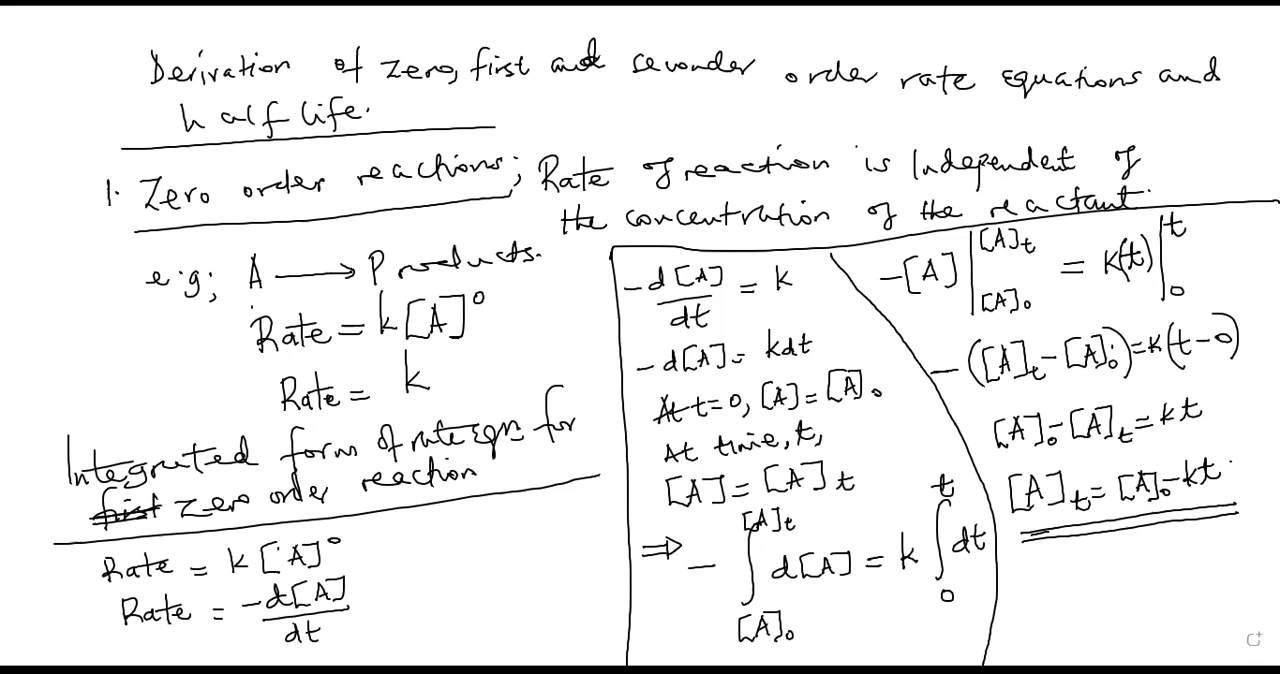 Derivation of zero, first and seconder order rate equations and
half life.
1. Zero order reactions; Rate of reaction is Independent of
the concentration of the reactant.
e.g; A ⟶ Products.
Rate = k[A]⁰
Rate = k
Integrated form of rate eqn for
first zero order reaction
Rate = k[A]⁰
Rate = -d[A]/dt
-d[A]/dt = k
-d[A] = kdt
At t=0, [A] = [A]₀
At time, t,
[A] = [A]t
⇒ - ∫_{[A]₀}^{[A]t} d[A] = k ∫_0^t dt
-[A] |_{[A]₀}^{[A]t} = k(t) |_0^t
-([A]t - [A]₀) = k(t-0)
[A]₀ - [A]t = kt
[A]t = [A]₀ - kt.